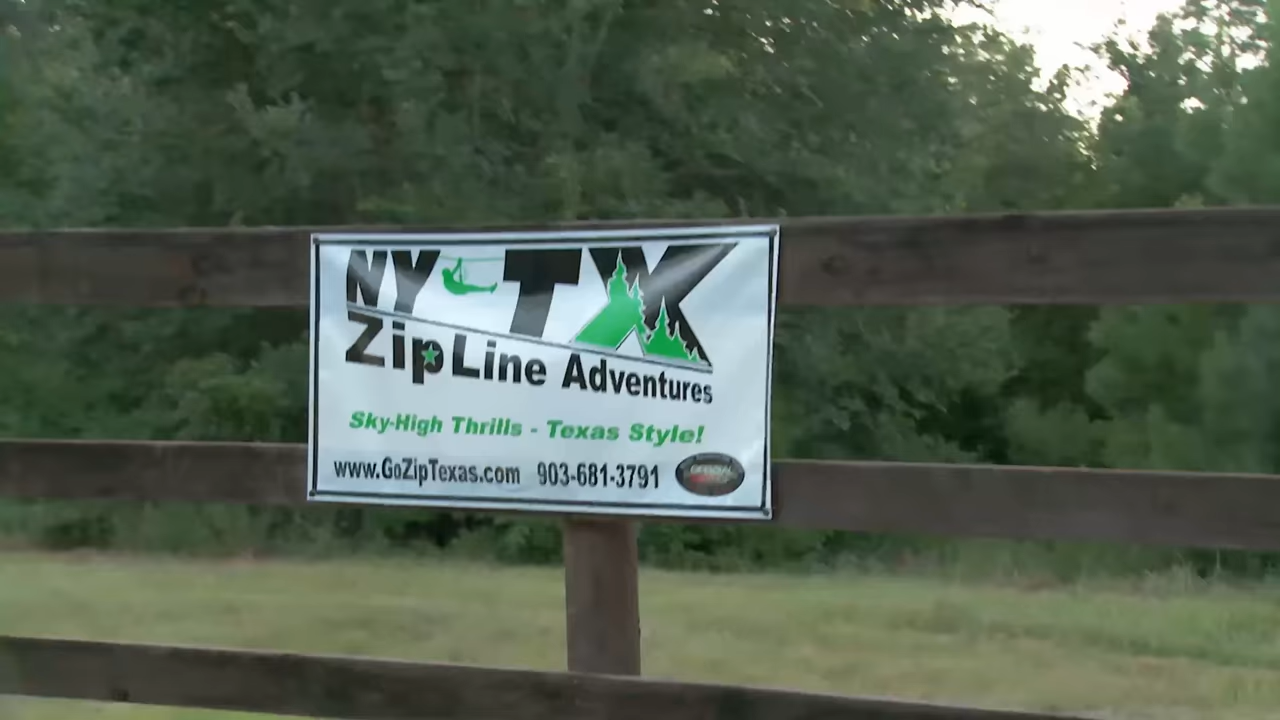 NY-TX
ZipLine Adventures
Sky-High Thrills - Texas Style!
www.GoZipTexas.com 903-681-3791